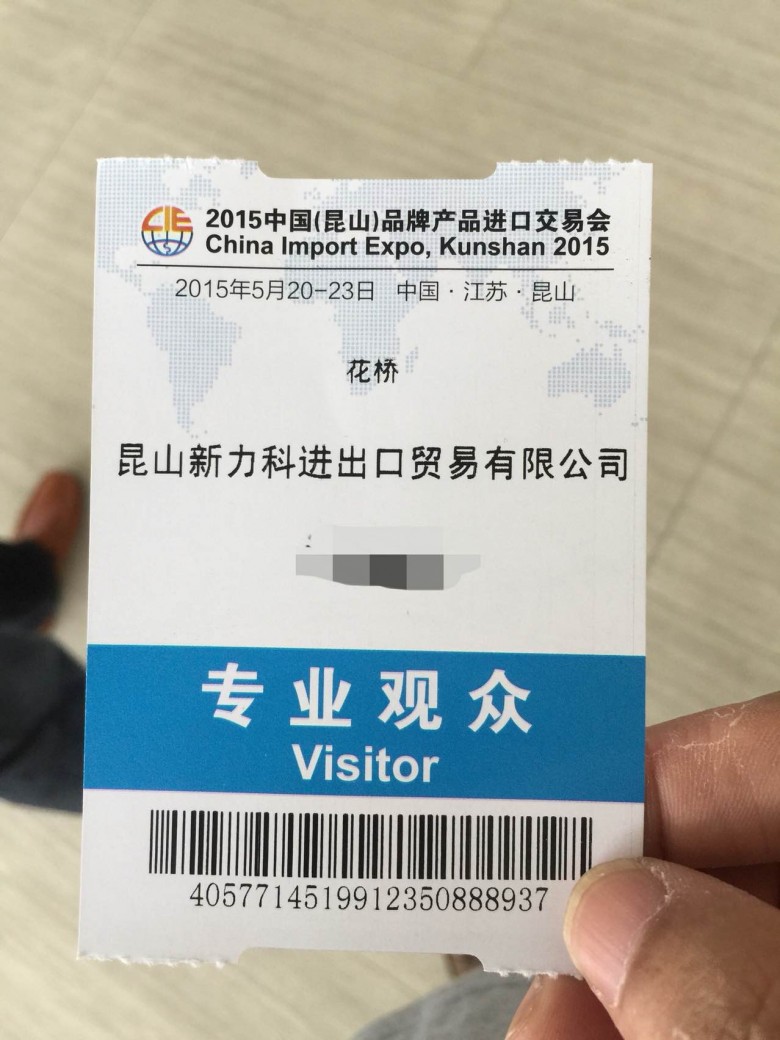 CIE
2015中国(昆山)品牌产品进口交易会
China Import Expo, Kunshan 2015
2015年5月20-23日 中国·江苏·昆山
花桥
昆山新力科进出口贸易有限公司
专业观众
Visitor
4057714519912350888937